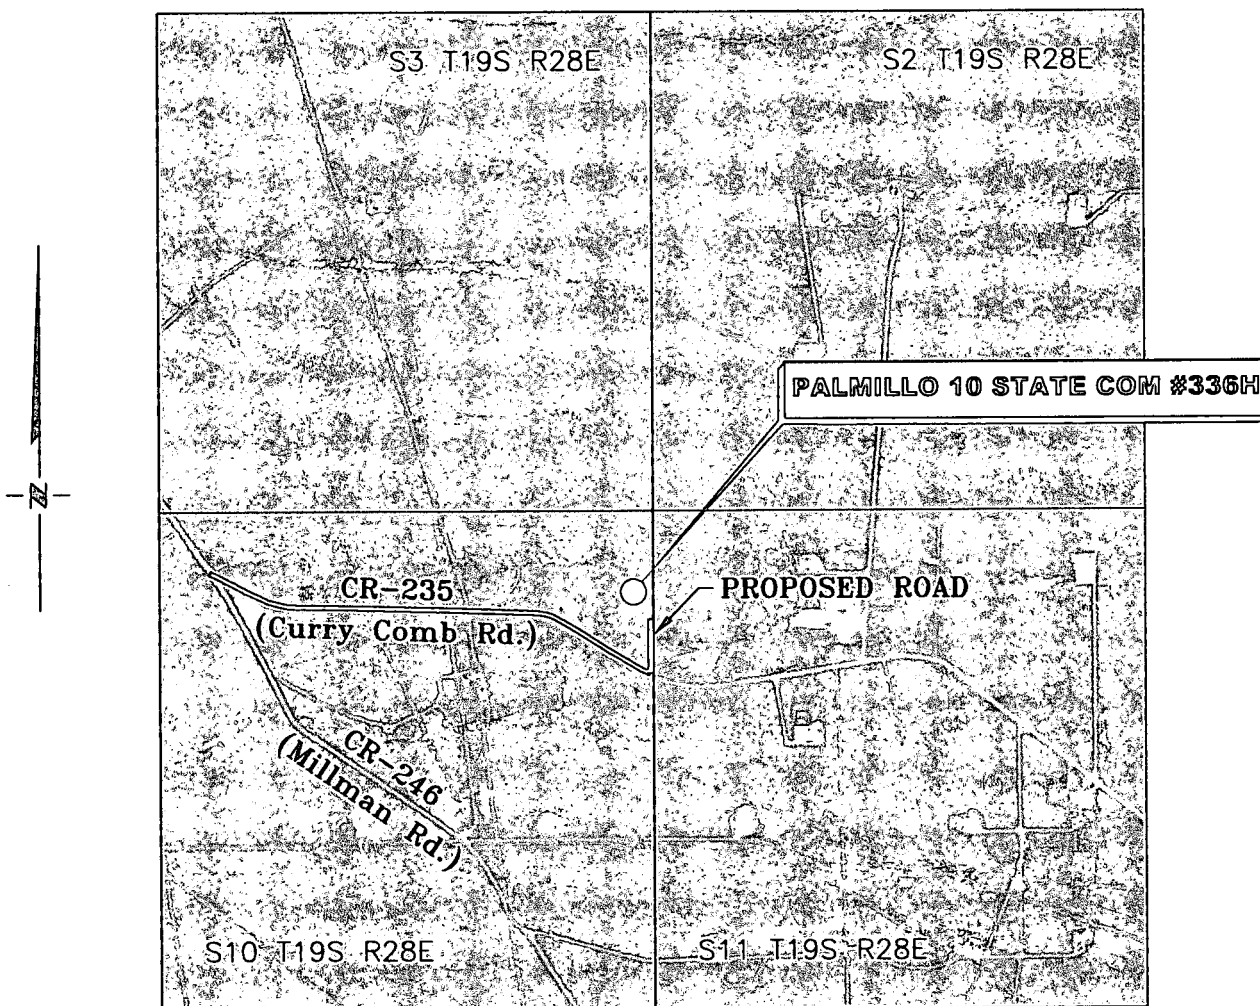 S3 T19S R28E
S2 T19S R28E
PALMILLO 10 STATE COM #336H
N
CR-235
(Curry Comb Rd.)
PROPOSED ROAD
CR-246
(Millman Rd.)
S10 T19S R28E
S11 T19S R28E